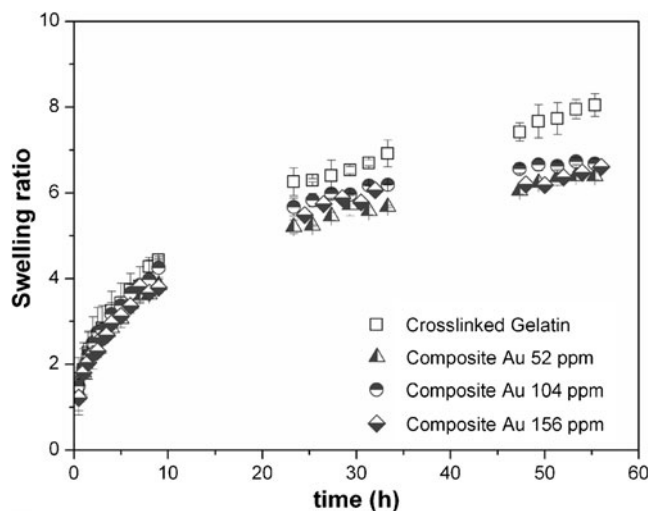 10
8
6
4
2
0
Swelling ratio
Crosslinked Gelatin
Composite Au 52 ppm
Composite Au 104 ppm
Composite Au 156 ppm
0 10 20 30 40 50 60
time (h)